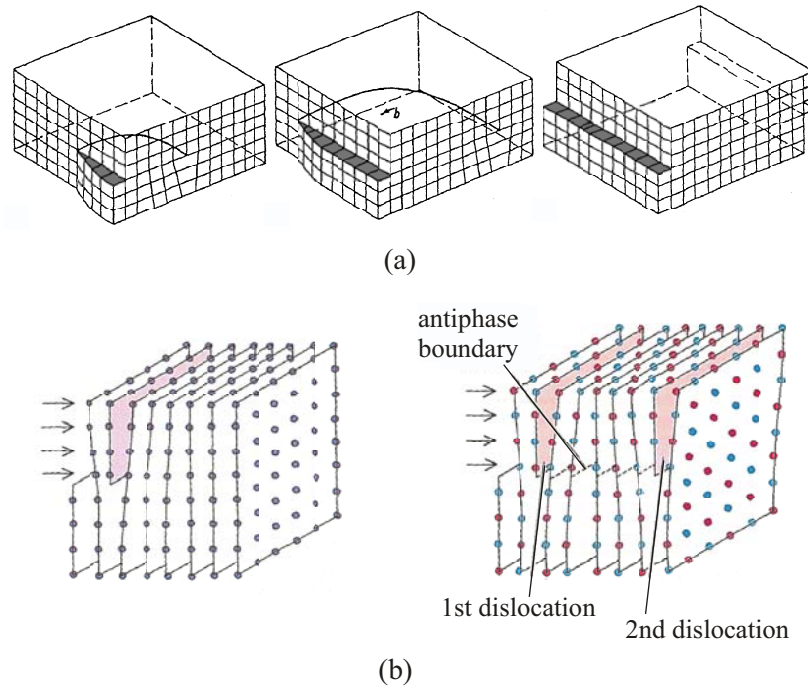 b
(a)
antiphase
boundary
1st dislocation
2nd dislocation
(b)